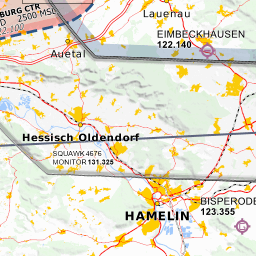 BURG CTR
2500 MSL
Lauenau
Auetal
EIMBECKHAUSEN
122.140
Hessisch Oldendorf
SQUAWK 4676
MONITOR 131.325
BISPERODE
123.355
HAMELIN